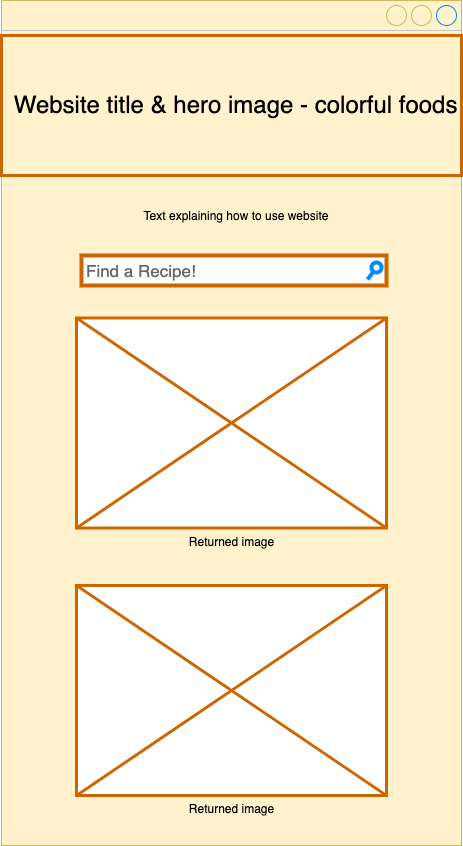 Website title & hero image - colorful foods
Text explaining how to use website
Find a Recipe!
Returned image
Returned image